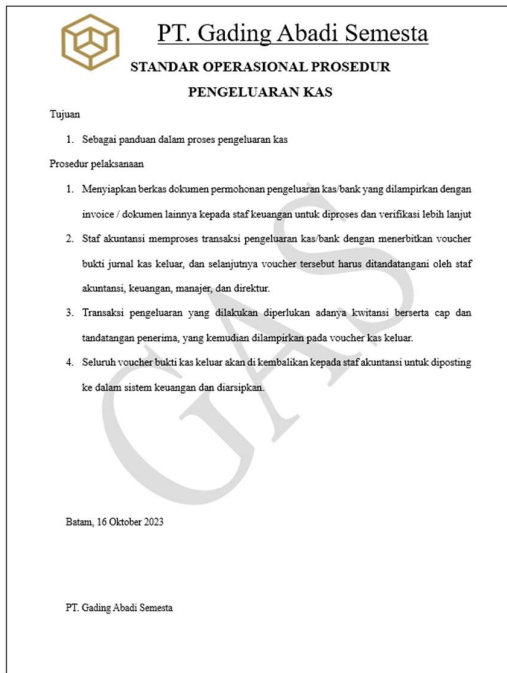 PT. Gading Abadi Semesta
STANDAR OPERASIONAL PROSEDUR
PENGELUARAN KAS
Tujuan
1. Sebagai panduan dalam proses pengeluaran kas
Prosedur pelaksanaan
1. Menyiapkan berkas dokumen permohonan pengeluaran kas/bank yang dilampirkan dengan
invoice / dokumen lainnya kepada staf keuangan untuk diproses dan verifikasi lebih lanjut
2. Staf akuntansi memproses transaksi pengeluaran kas/bank dengan menerbitkan voucher
bukti jurnal kas keluar, dan selanjutnya voucher tersebut harus ditandatangani oleh staf
akuntansi, keuangan, manajer, dan direktur.
3. Transaksi pengeluaran yang dilakukan diperlukan adanya kwitansi berserta cap dan
tandatangan penerima, yang kemudian dilampirkan pada voucher kas keluar.
4. Seluruh voucher bukti kas keluar akan di kembalikan kepada staf akuntansi untuk diposting
ke dalam sistem keuangan dan diarsipkan.
GAS
Batam, 16 Oktober 2023
PT. Gading Abadi Semesta